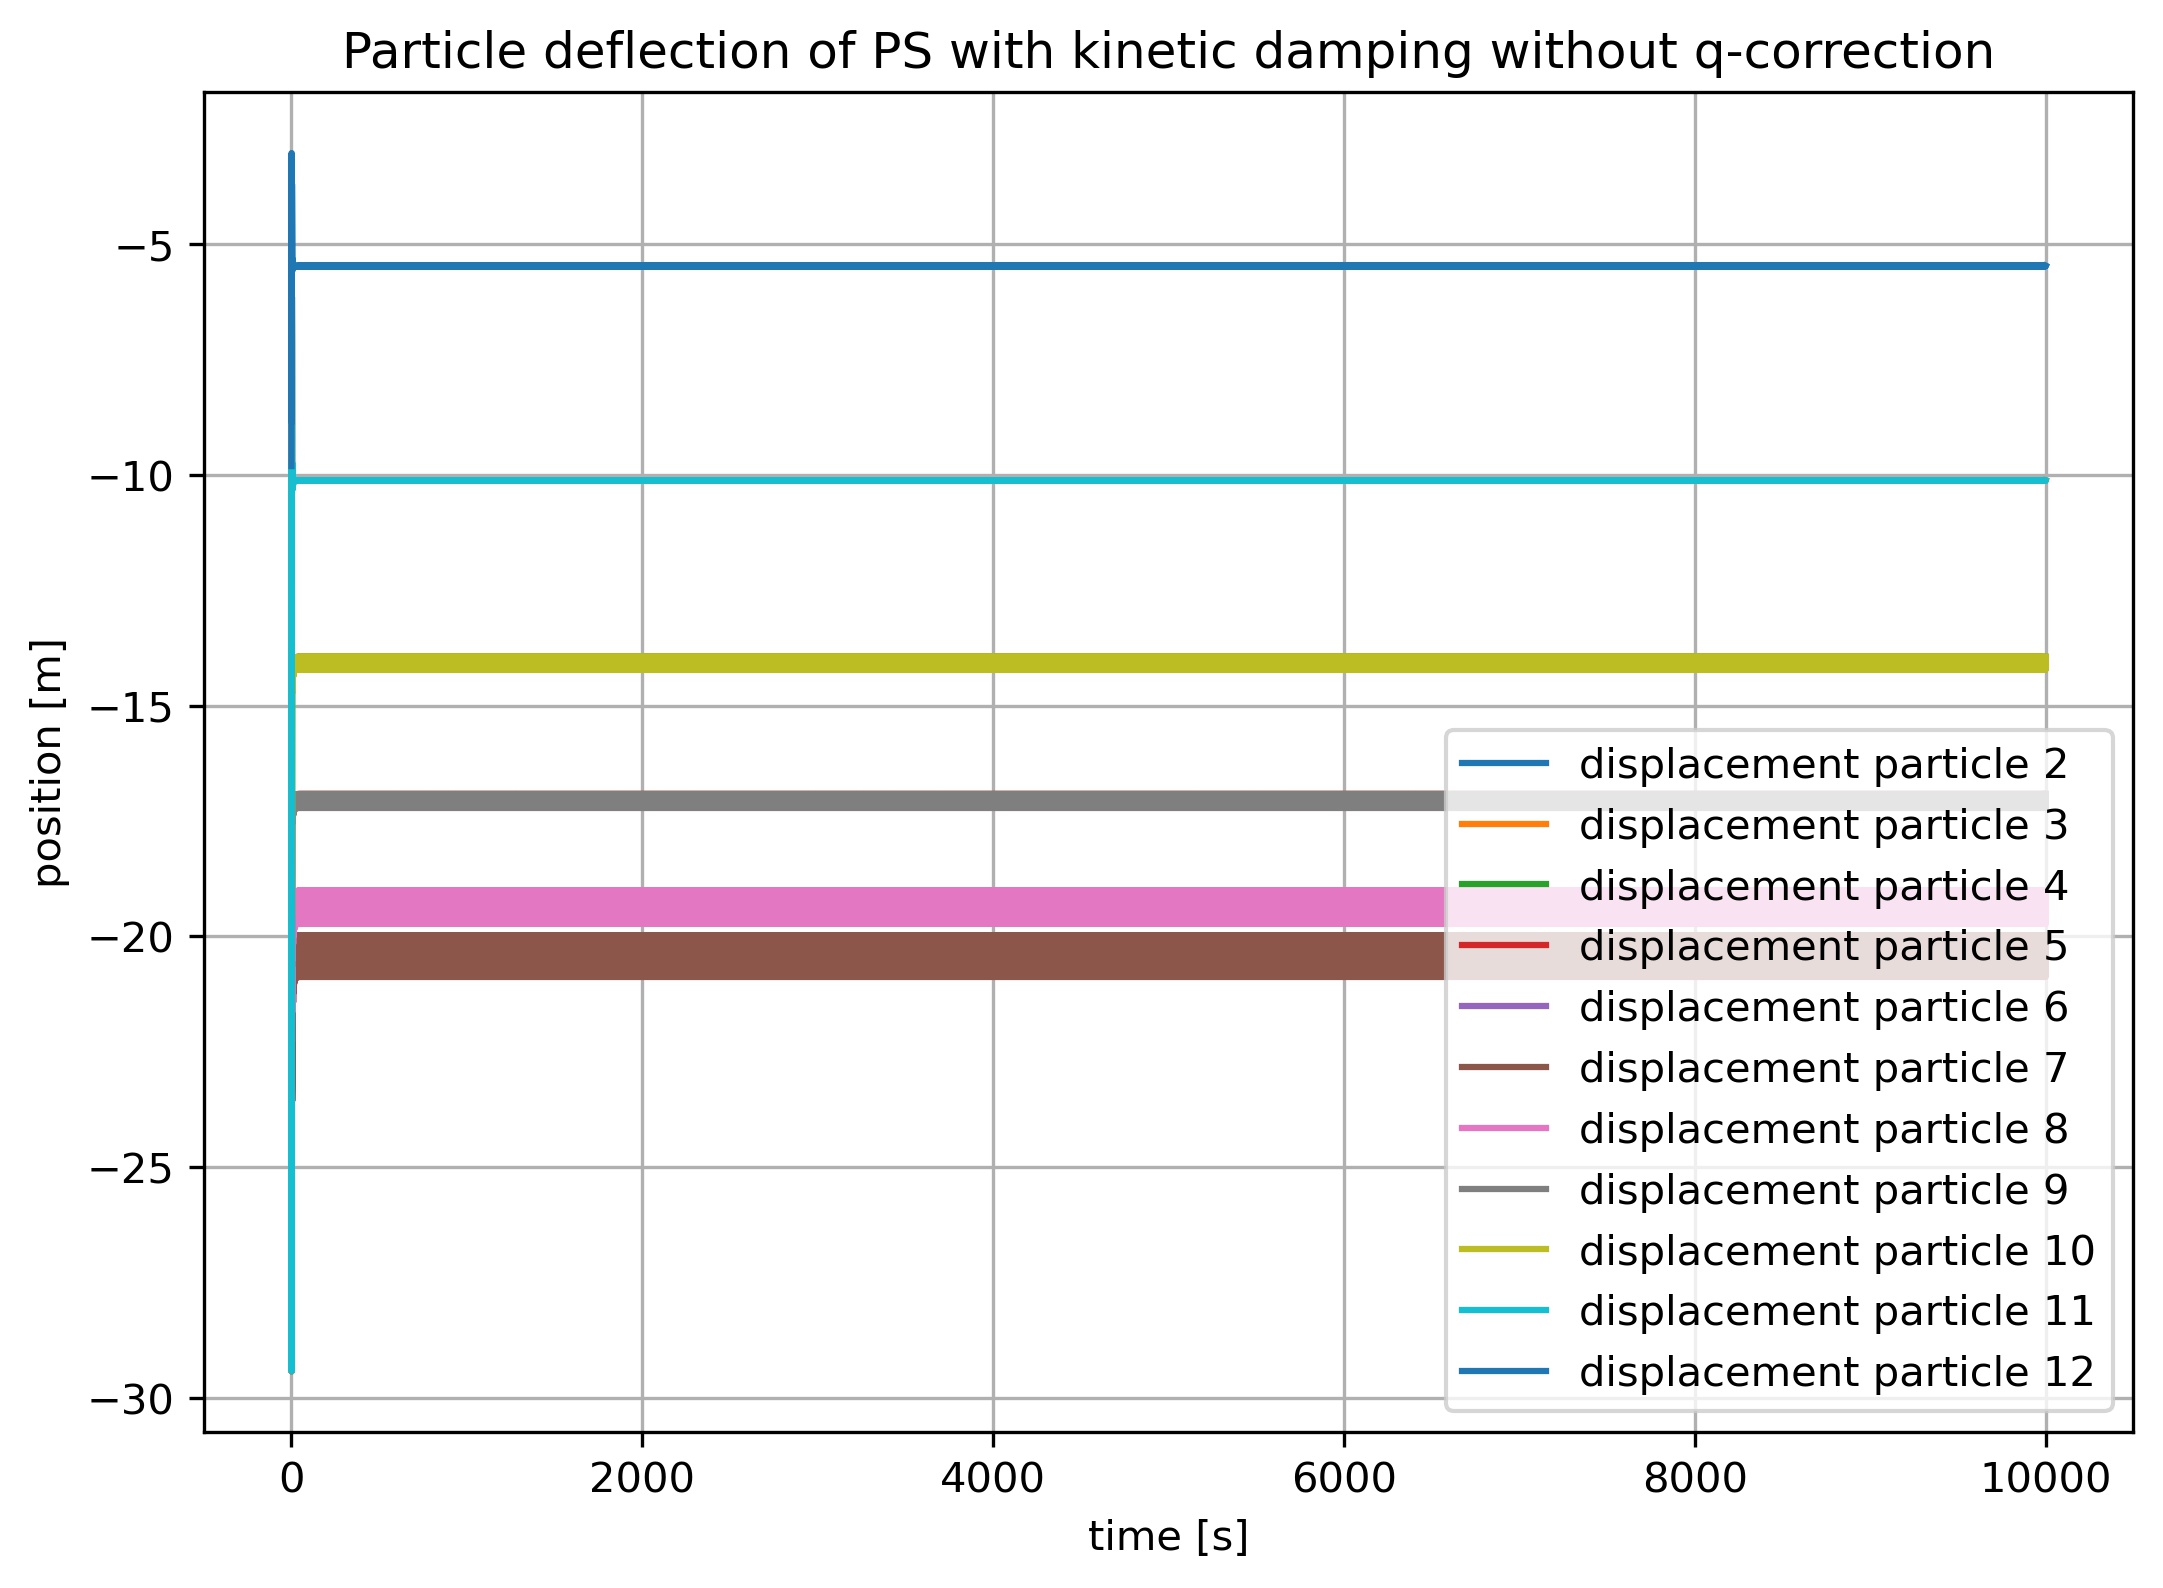 Particle deflection of PS with kinetic damping without q-correction
position [m]
−5
−10
−15
−20
−25
−30
displacement particle 2
displacement particle 3
displacement particle 4
displacement particle 5
displacement particle 6
displacement particle 7
displacement particle 8
displacement particle 9
displacement particle 10
displacement particle 11
displacement particle 12
0 2000 4000 6000 8000 10000
time [s]